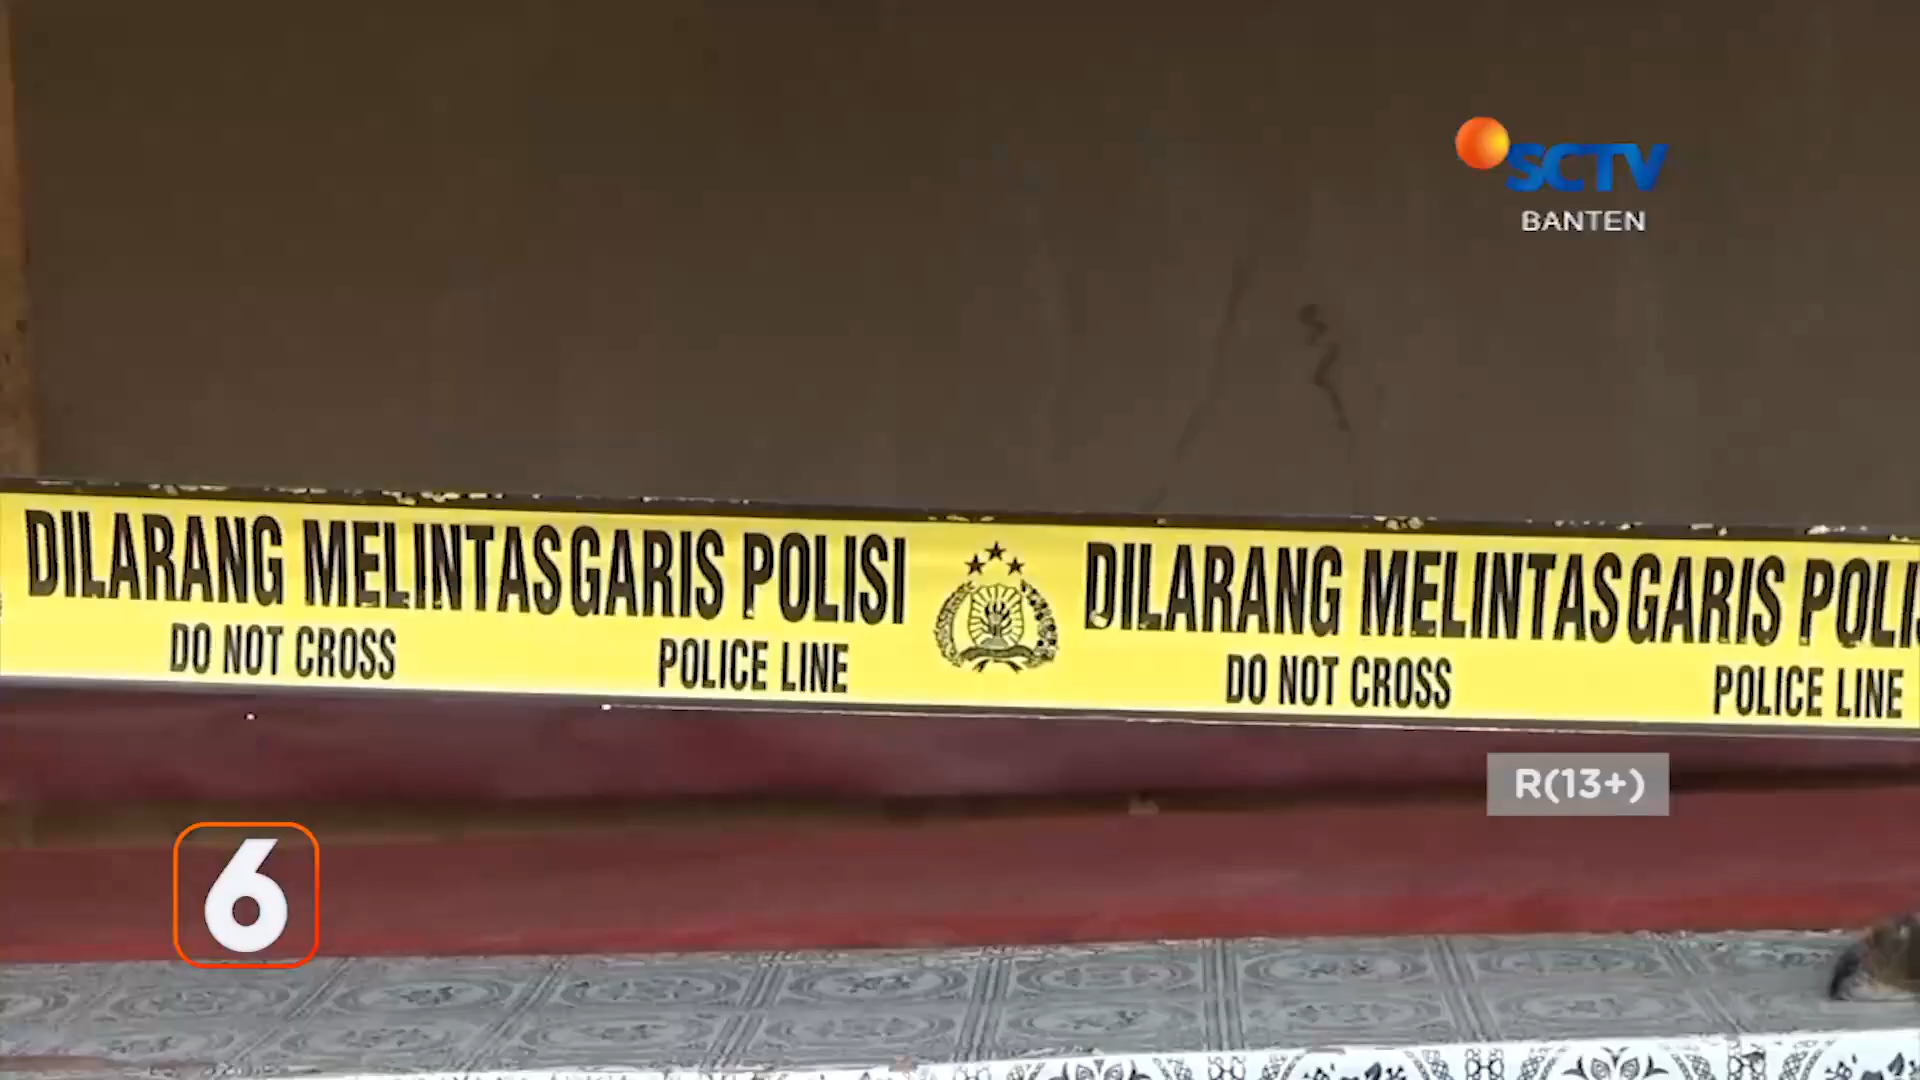 SCTV
BANTEN
DILARANG MELINTAS GARIS POLISI
DO NOT CROSS POLICE LINE
DILARANG MELINTAS GARIS POLIS
DO NOT CROSS POLICE LINE
R(13+)
6